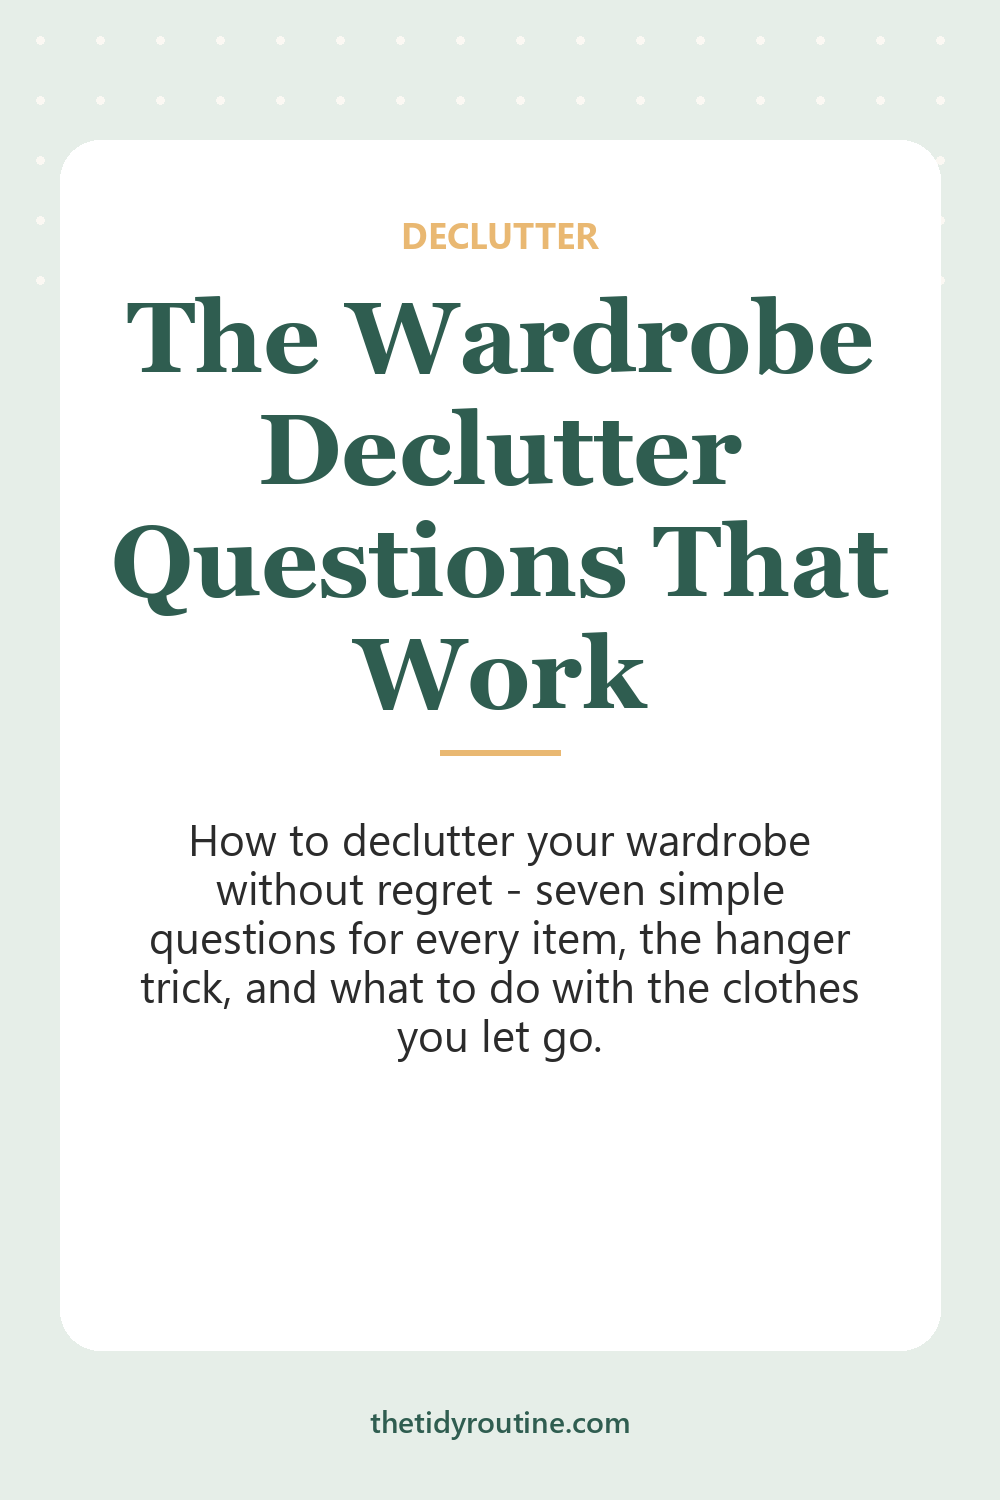 DECLUTTER
The Wardrobe
Declutter
Questions That
Work
How to declutter your wardrobe
without regret - seven simple
questions for every item, the hanger
trick, and what to do with the clothes
you let go.
thetidyroutine.com